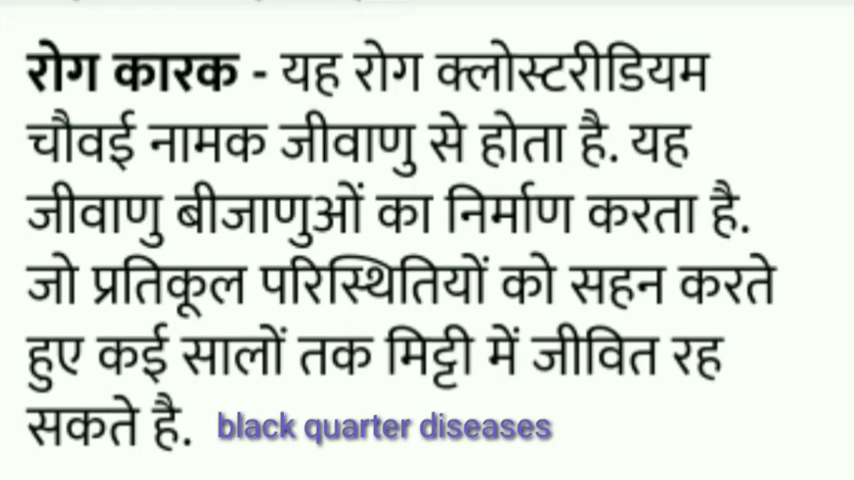 रोग कारक - यह रोग क्लोस्टरीडियम
चौवई नामक जीवाणु से होता है. यह
जीवाणु बीजाणुओं का निर्माण करता है.
जो प्रतिकूल परिस्थितियों को सहन करते
हुए कई सालों तक मिट्टी में जीवित रह
सकते है. black quarter diseases